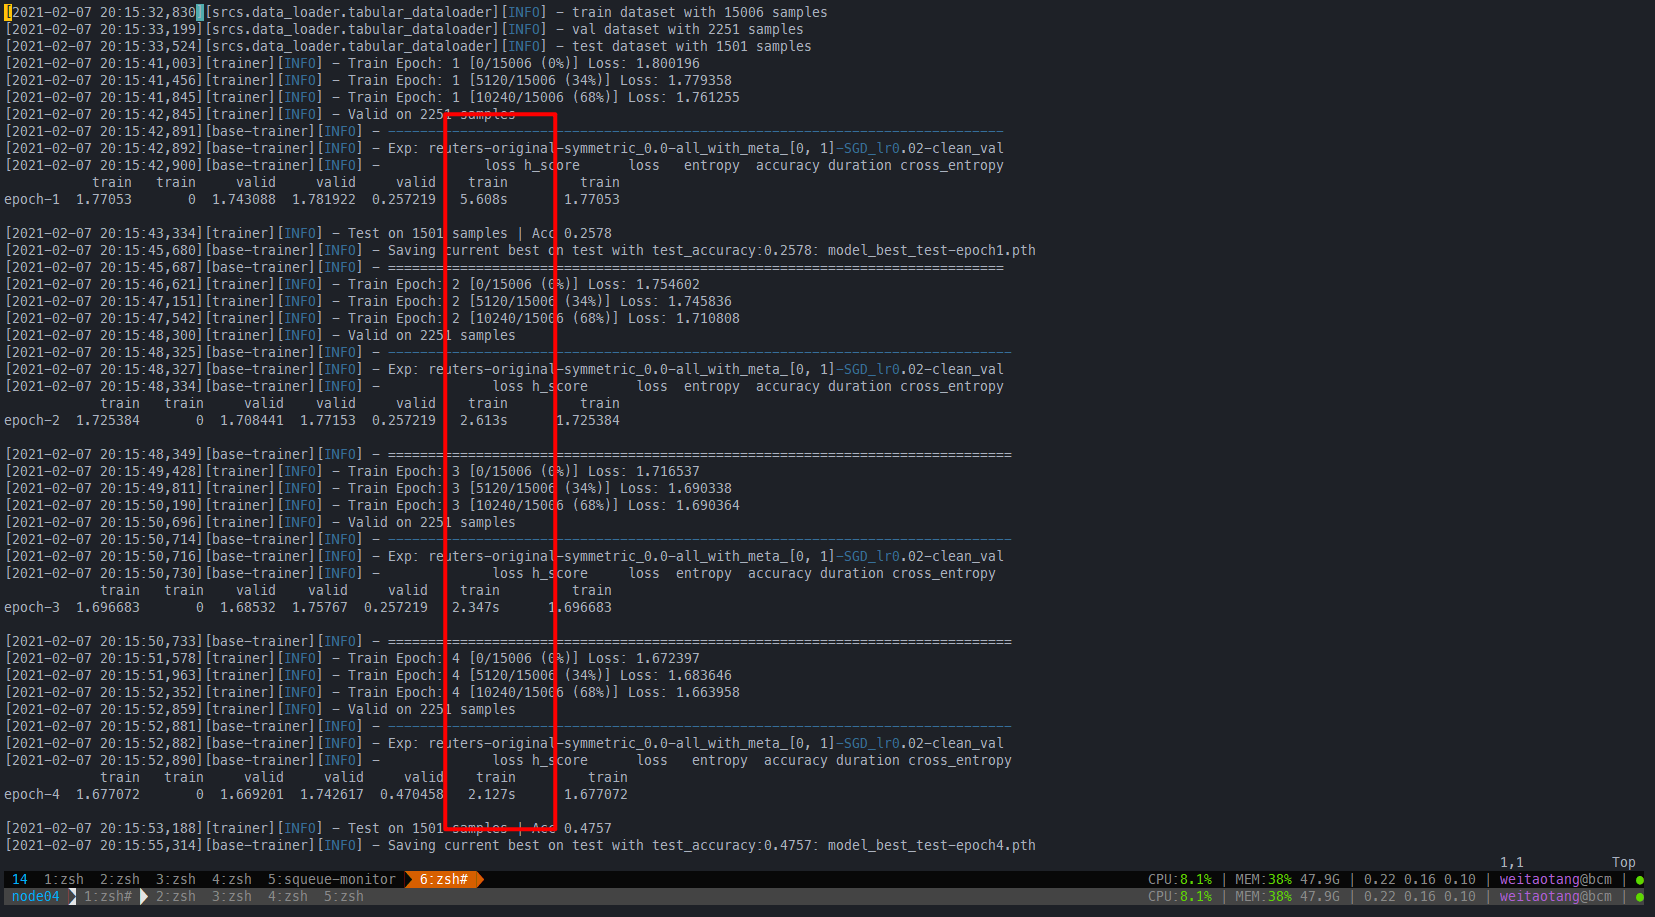 [2021-02-07 20:15:32,830][srcs.data_loader.tabular_dataloader][INFO] - train dataset with 15006 samples
[2021-02-07 20:15:33,199][srcs.data_loader.tabular_dataloader][INFO] - val dataset with 2251 samples
[2021-02-07 20:15:33,524][srcs.data_loader.tabular_dataloader][INFO] - test dataset with 1501 samples
[2021-02-07 20:15:41,003][trainer][INFO] - Train Epoch: 1 [0/15006 (0%)] Loss: 1.800196
[2021-02-07 20:15:41,456][trainer][INFO] - Train Epoch: 1 [5120/15006 (34%)] Loss: 1.779358
[2021-02-07 20:15:41,845][trainer][INFO] - Train Epoch: 1 [10240/15006 (68%)] Loss: 1.761255
[2021-02-07 20:15:42,845][trainer][INFO] - Valid on 2251 samples
[2021-02-07 20:15:42,891][base-trainer][INFO] - -----------------------------------------------------------------------------
[2021-02-07 20:15:42,892][base-trainer][INFO] - Exp: reuters-original-symmetric_0.0-all_with_meta_[0, 1]-SGD_lr0.02-clean_val
[2021-02-07 20:15:42,900][base-trainer][INFO] -             loss h_score      loss   entropy  accuracy duration cross_entropy
           train   train     valid     valid     valid    train         train
epoch-1  1.77053       0  1.743088  1.781922  0.257219   5.608s       1.77053
[2021-02-07 20:15:43,334][trainer][INFO] - Test on 1501 samples | Acc 0.2578
[2021-02-07 20:15:45,680][base-trainer][INFO] - Saving current best on test with test_accuracy:0.2578: model_best_test-epoch1.pth
[2021-02-07 20:15:45,687][base-trainer][INFO] - =============================================================================
[2021-02-07 20:15:46,621][trainer][INFO] - Train Epoch: 2 [0/15006 (0%)] Loss: 1.754602
[2021-02-07 20:15:47,151][trainer][INFO] - Train Epoch: 2 [5120/15006 (34%)] Loss: 1.745836
[2021-02-07 20:15:47,542][trainer][INFO] - Train Epoch: 2 [10240/15006 (68%)] Loss: 1.710808
[2021-02-07 20:15:48,300][trainer][INFO] - Valid on 2251 samples
[2021-02-07 20:15:48,325][base-trainer][INFO] - ------------------------------------------------------------------------------
[2021-02-07 20:15:48,327][base-trainer][INFO] - Exp: reuters-original-symmetric_0.0-all_with_meta_[0, 1]-SGD_lr0.02-clean_val
[2021-02-07 20:15:48,334][base-trainer][INFO] -              loss h_score      loss  entropy  accuracy duration cross_entropy
            train   train     valid    valid     valid    train         train
epoch-2  1.725384       0  1.708441  1.77153  0.257219   2.613s      1.725384
[2021-02-07 20:15:48,349][base-trainer][INFO] - ==============================================================================
[2021-02-07 20:15:49,428][trainer][INFO] - Train Epoch: 3 [0/15006 (0%)] Loss: 1.716537
[2021-02-07 20:15:49,811][trainer][INFO] - Train Epoch: 3 [5120/15006 (34%)] Loss: 1.690338
[2021-02-07 20:15:50,190][trainer][INFO] - Train Epoch: 3 [10240/15006 (68%)] Loss: 1.690364
[2021-02-07 20:15:50,696][trainer][INFO] - Valid on 2251 samples
[2021-02-07 20:15:50,714][base-trainer][INFO] - ------------------------------------------------------------------------------
[2021-02-07 20:15:50,716][base-trainer][INFO] - Exp: reuters-original-symmetric_0.0-all_with_meta_[0, 1]-SGD_lr0.02-clean_val
[2021-02-07 20:15:50,730][base-trainer][INFO] -              loss h_score     loss  entropy  accuracy duration cross_entropy
            train   train    valid    valid     valid    train         train
epoch-3  1.696683       0  1.68532  1.75767  0.257219   2.347s      1.696683
[2021-02-07 20:15:50,733][base-trainer][INFO] - ==============================================================================
[2021-02-07 20:15:51,578][trainer][INFO] - Train Epoch: 4 [0/15006 (0%)] Loss: 1.672397
[2021-02-07 20:15:51,963][trainer][INFO] - Train Epoch: 4 [5120/15006 (34%)] Loss: 1.683646
[2021-02-07 20:15:52,352][trainer][INFO] - Train Epoch: 4 [10240/15006 (68%)] Loss: 1.663958
[2021-02-07 20:15:52,859][trainer][INFO] - Valid on 2251 samples
[2021-02-07 20:15:52,881][base-trainer][INFO] - ------------------------------------------------------------------------------
[2021-02-07 20:15:52,882][base-trainer][INFO] - Exp: reuters-original-symmetric_0.0-all_with_meta_[0, 1]-SGD_lr0.02-clean_val
[2021-02-07 20:15:52,890][base-trainer][INFO] -              loss h_score      loss   entropy  accuracy duration cross_entropy
            train   train     valid     valid     valid    train         train
epoch-4  1.677072       0  1.669201  1.742617  0.470458   2.127s      1.677072
[2021-02-07 20:15:53,188][trainer][INFO] - Test on 1501 samples | Acc 0.4757
[2021-02-07 20:15:55,314][base-trainer][INFO] - Saving current best on test with test_accuracy:0.4757: model_best_test-epoch4.pth
1,1 Top
14 1:zsh 2:zsh 3:zsh 4:zsh 5:squeue-monitor 6:zsh# CPU:8.1% | MEM:38% 47.9G | 0.22 0.16 0.10 | weitaotang@bcm | ●
node04 1:zsh# 2:zsh 3:zsh 4:zsh 5:zsh CPU:8.1% | MEM:38% 47.9G | 0.22 0.16 0.10 | weitaotang@bcm | ●